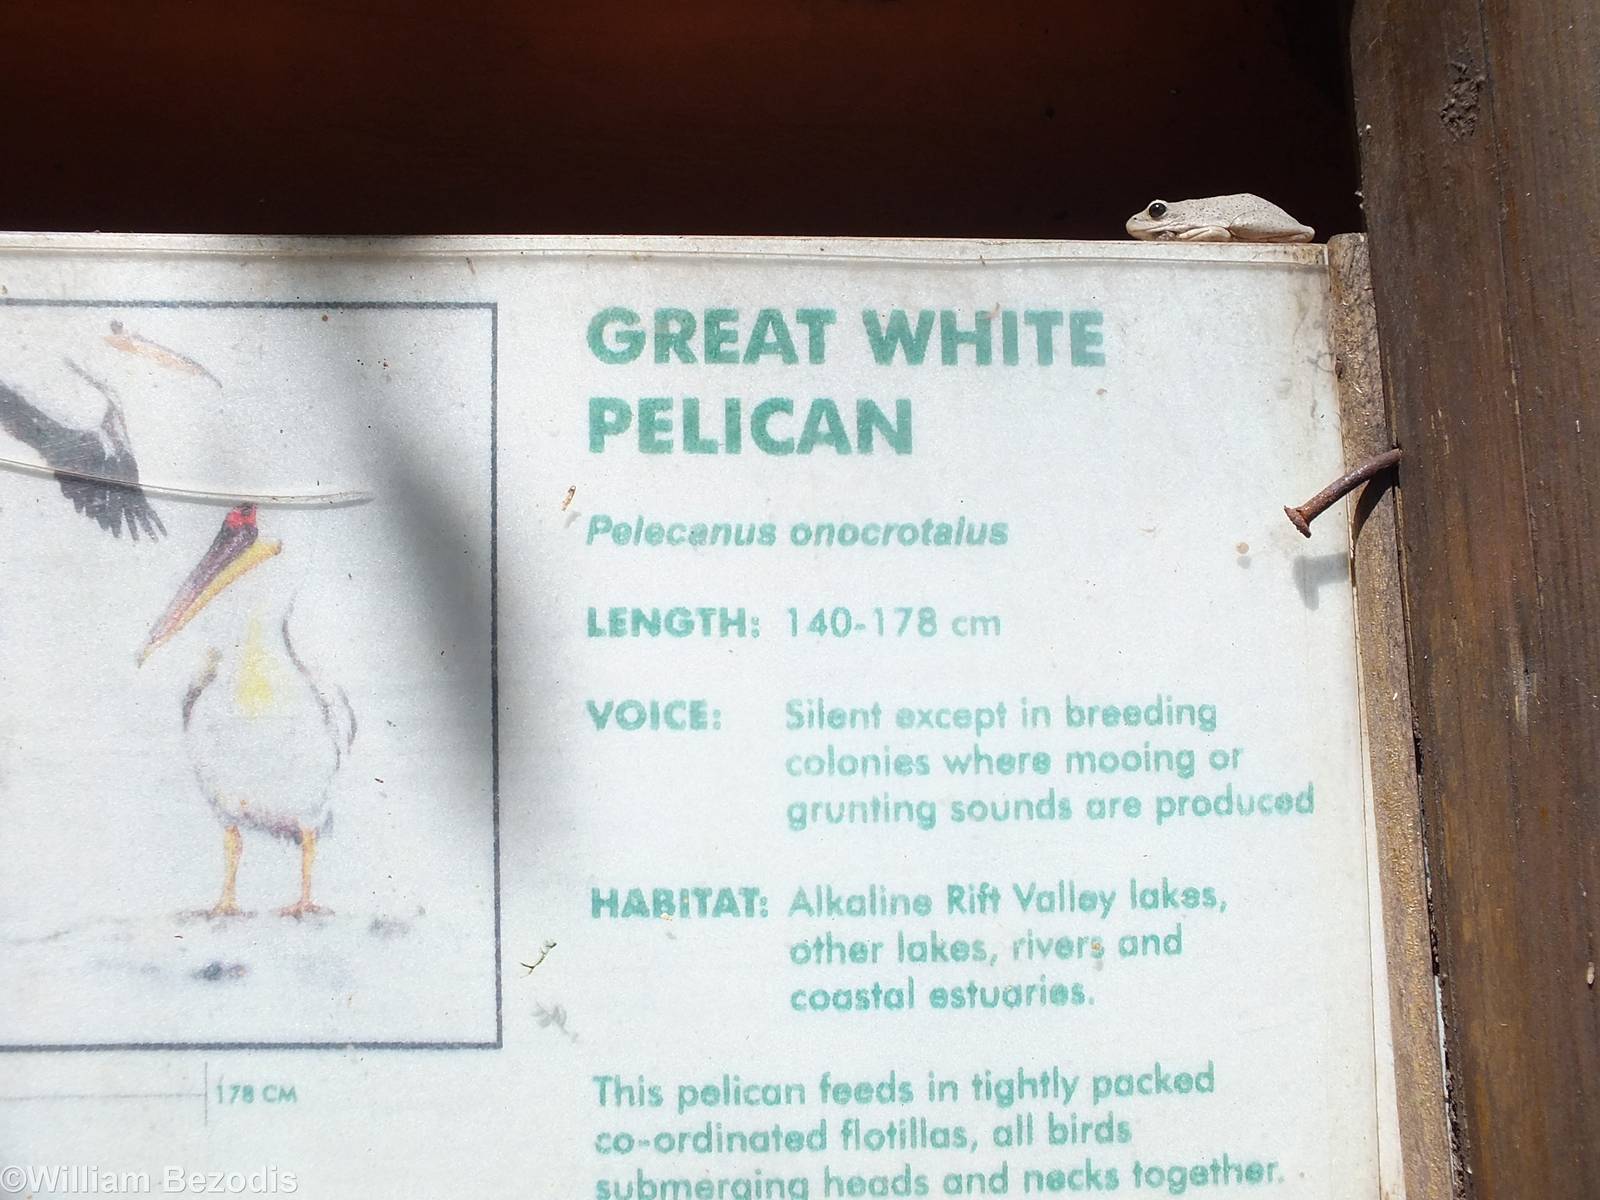 GREAT WHITE
PELICAN
Pelecanus onocrotalus
LENGTH: 140-178 cm
VOICE: Silent except in breeding
colonies where mooing or
grunting sounds are produced
HABITAT: Alkaline Rift Valley lakes,
other lakes, rivers and
coastal estuaries.
178 CM
This pelican feeds in tightly packed
co-ordinated flotillas, all birds
submerging heads and necks together.
©William Bezodis